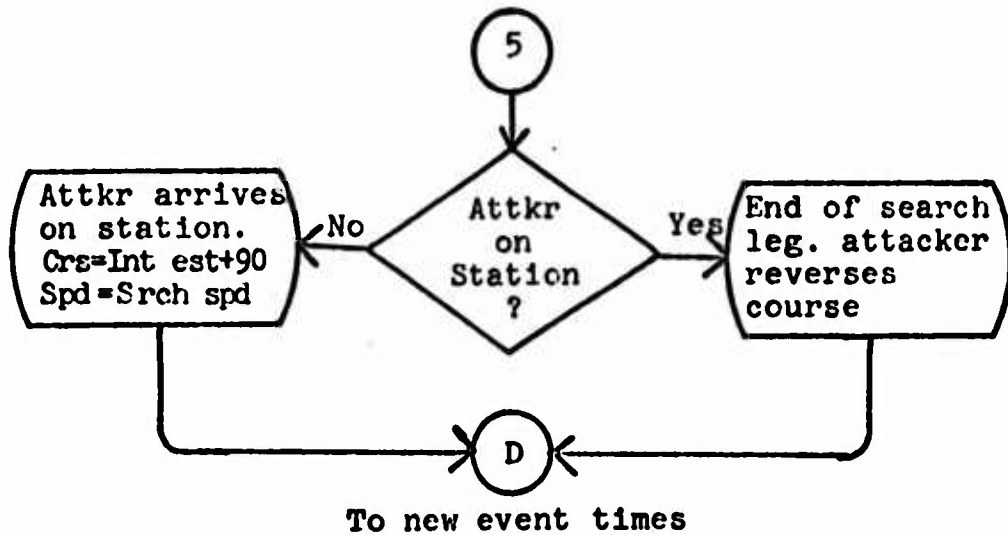 5
Attkr
on
Station
?
No
Yes
Attkr arrives
on station.
Crs=Int est+90
Spd=Srch spd
End of search
leg. attacker
reverses
course
D
To new event times